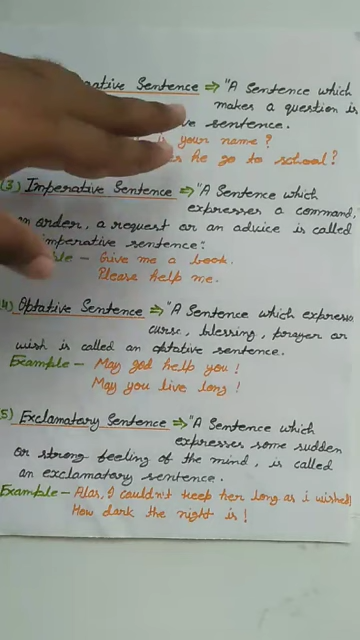 ative Sentence ⇒ "A Sentence which
makes a question is
ve sentence.
your name?
s he go to school?
(3) Imperative Sentence ⇒ "A Sentence which
expresses a command,
an order, a request or an advice is called
imperative sentence".
ble - Give me a book.
Please help me.
4) Optative Sentence ⇒ "A Sentence which express
curse, blessing, prayer or
wish is called an optative sentence.
Example - May god help you!
May you live long!
5) Exclamatory Sentence ⇒ "A Sentence which
expresses some sudden
or strong feeling of the mind, is called
an exclamatory sentence.
Example - Alas, I couldn't keep her long as i wished!
How dark the night is!